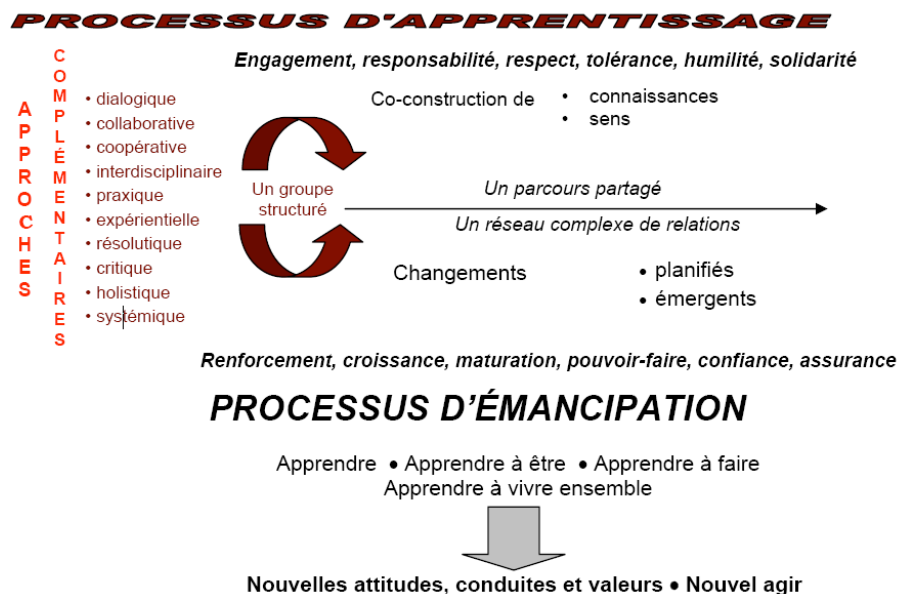 PROCESSUS D'APPRENTISSAGE
APPROCHES
COMPLÉMENTAIRES
• dialogique
• collaborative
• coopérative
• interdisciplinaire
• praxique
• expérientielle
• résolutique
• critique
• holistique
• systémique
Engagement, responsabilité, respect, tolérance, humilité, solidarité
Co-construction de
• connaissances
• sens
Un groupe
structuré
Un parcours partagé
Un réseau complexe de relations
Changements
• planifiés
• émergents
Renforcement, croissance, maturation, pouvoir-faire, confiance, assurance
PROCESSUS D’ÉMANCIPATION
Apprendre • Apprendre à être • Apprendre à faire
Apprendre à vivre ensemble
Nouvelles attitudes, conduites et valeurs • Nouvel agir